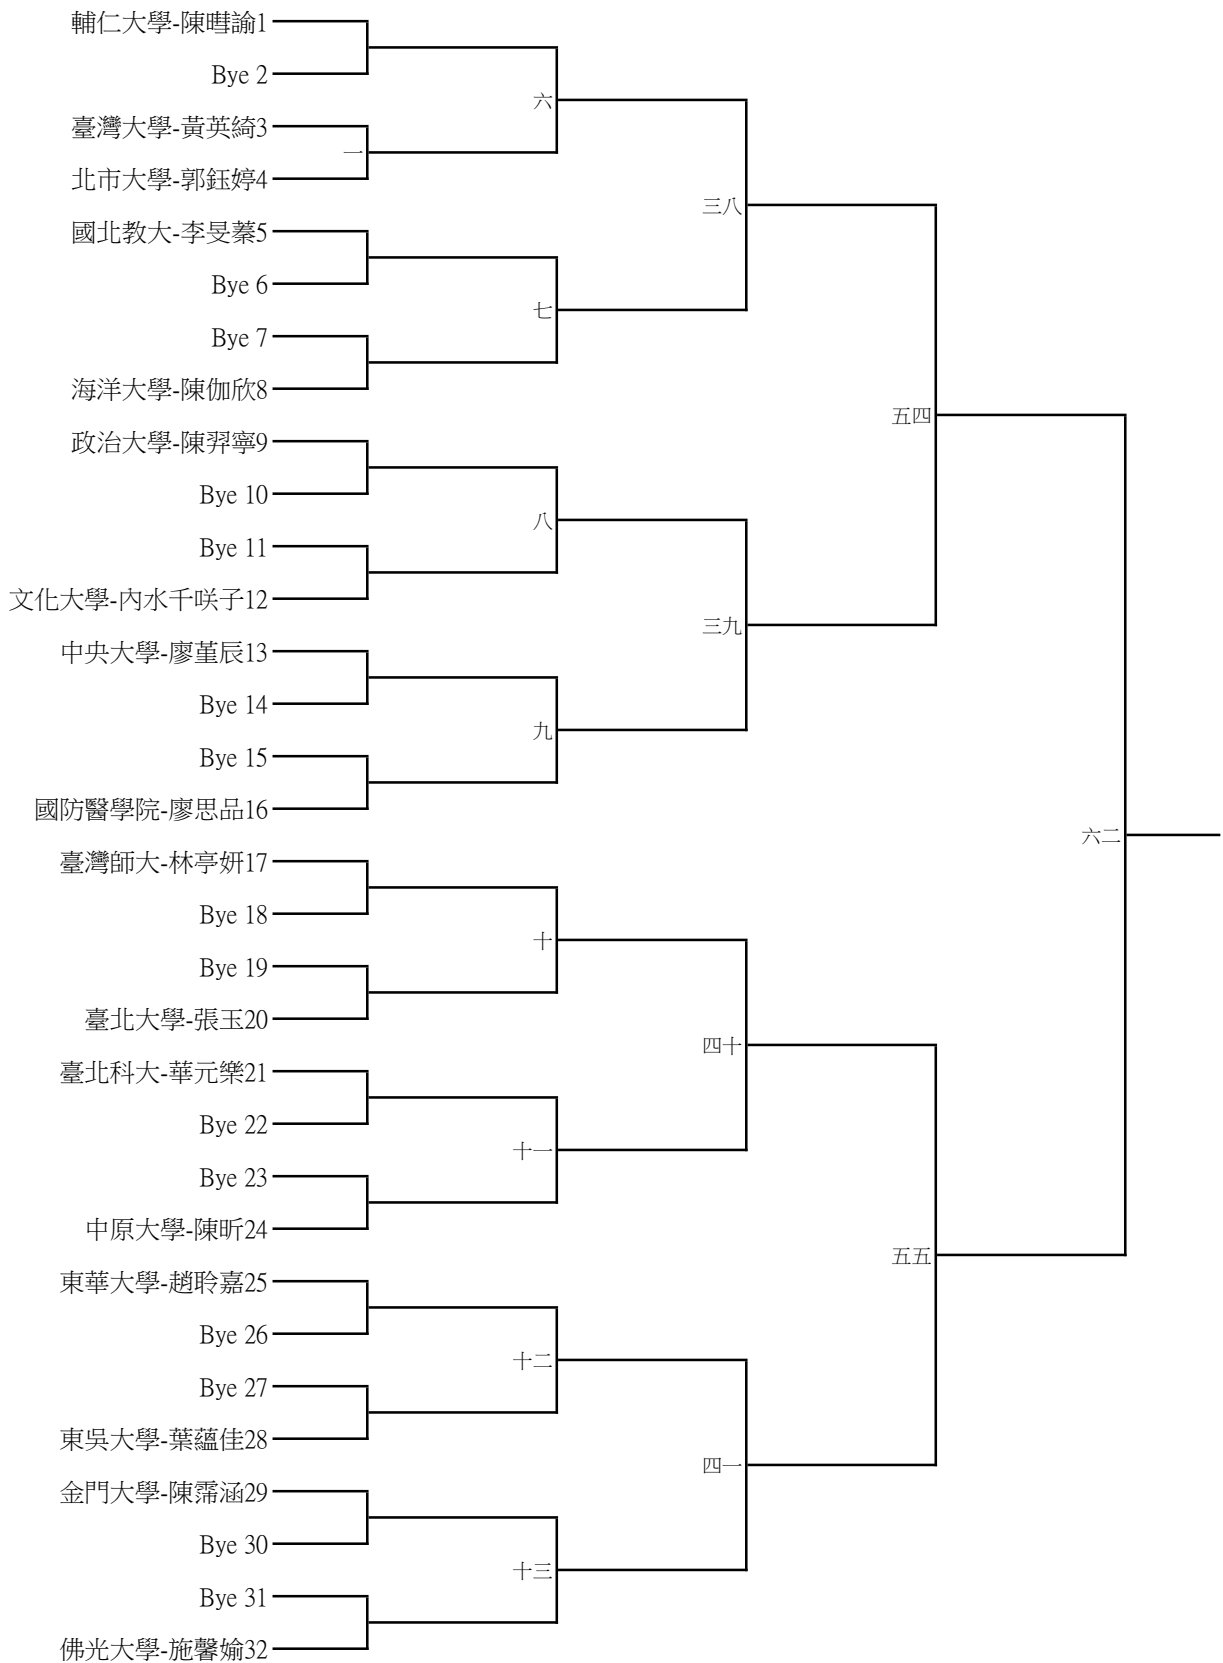 輔仁大學-陳暳諭1
Bye 2
六
臺灣大學-黃英綺3
一
北市大學-郭鈺婷4
三八
國北教大-李旻蓁5
Bye 6
七
Bye 7
海洋大學-陳伽欣8
五四
政治大學-陳羿寧9
Bye 10
八
Bye 11
文化大學-內水千咲子12
三九
中央大學-廖堇辰13
Bye 14
九
Bye 15
國防醫學院-廖思品16
六二
臺灣師大-林亭妍17
Bye 18
十
Bye 19
臺北大學-張玉20
四十
臺北科大-華元樂21
Bye 22
十一
Bye 23
中原大學-陳昕24
五五
東華大學-趙聆嘉25
Bye 26
十二
Bye 27
東吳大學-葉蘊佳28
四一
金門大學-陳霈涵29
Bye 30
十三
Bye 31
佛光大學-施馨媮32